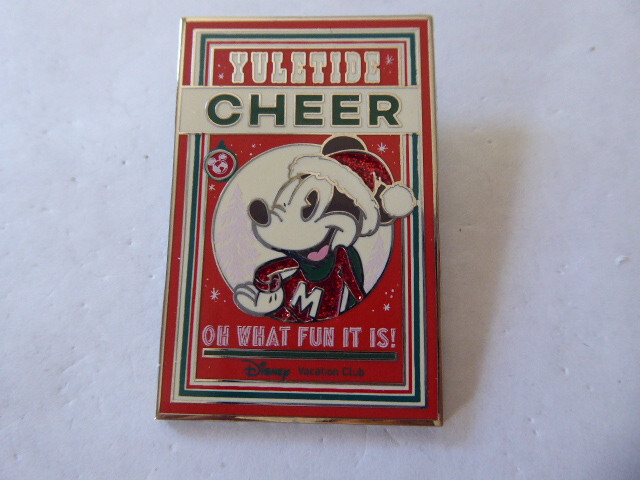 YULETIDE
CHEER
M
OH WHAT FUN IT IS!
Disney Vacation Club